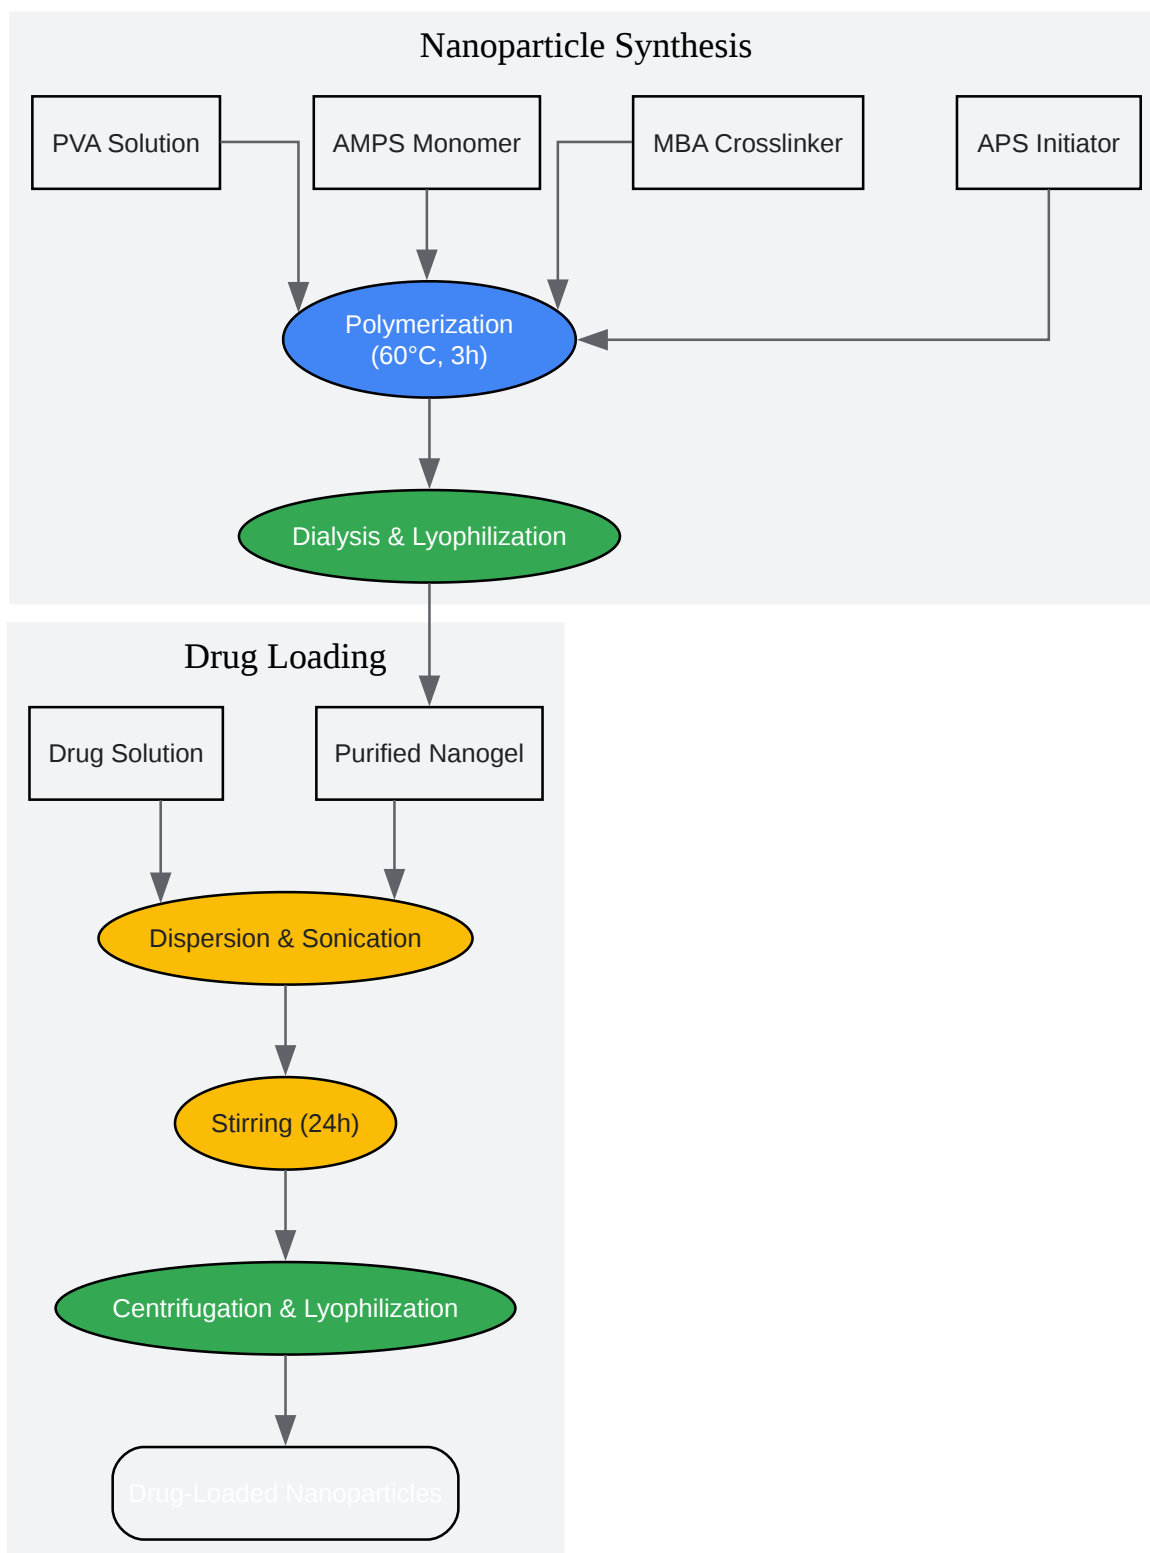 Nanoparticle Synthesis
PVA Solution
AMPS Monomer
MBA Crosslinker
APS Initiator
Polymerization
(60°C, 3h)
Dialysis & Lyophilization
Drug Loading
Drug Solution
Purified Nanogel
Dispersion & Sonication
Stirring (24h)
Centrifugation & Lyophilization
Drug-Loaded Nanoparticles